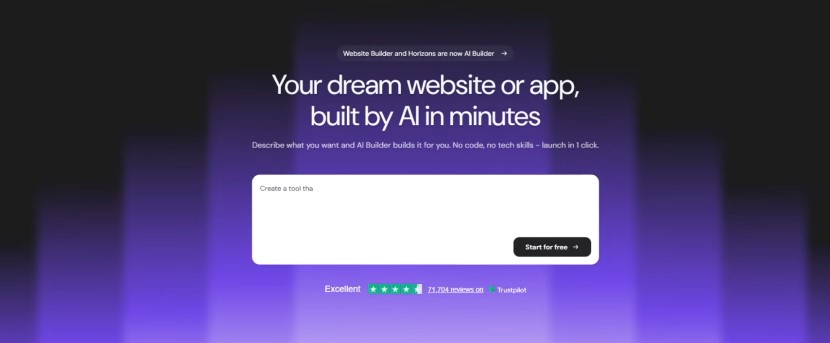 Website Builder and Horizons are now AI Builder →
Your dream website or app,
built by AI in minutes
Describe what you want and AI Builder builds it for you. No code, no tech skills – launch in 1 click.
Create a tool tha
Start for free →
Excellent 71,704 reviews on Trustpilot